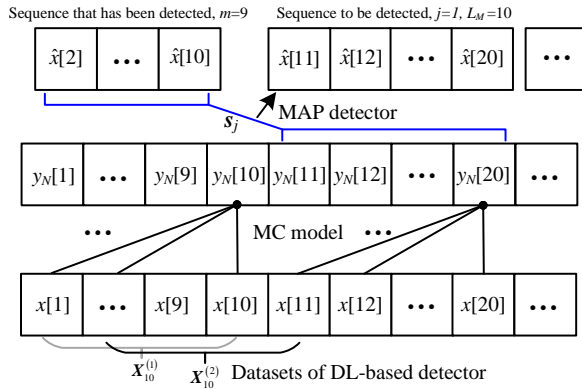 Sequence that has been detected, m=9
Sequence to be detected, j=1, L_M=10
x̂[2] ••• x̂[10] x̂[11] x̂[12] ••• x̂[20] •••
s_j
MAP detector
y_N[1] ••• y_N[9] y_N[10] y_N[11] y_N[12] ••• y_N[20] •••
••• MC model •••
x[1] ••• x[9] x[10] x[11] x[12] ••• x[20] •••
X_10^(1) X_10^(2) Datasets of DL-based detector